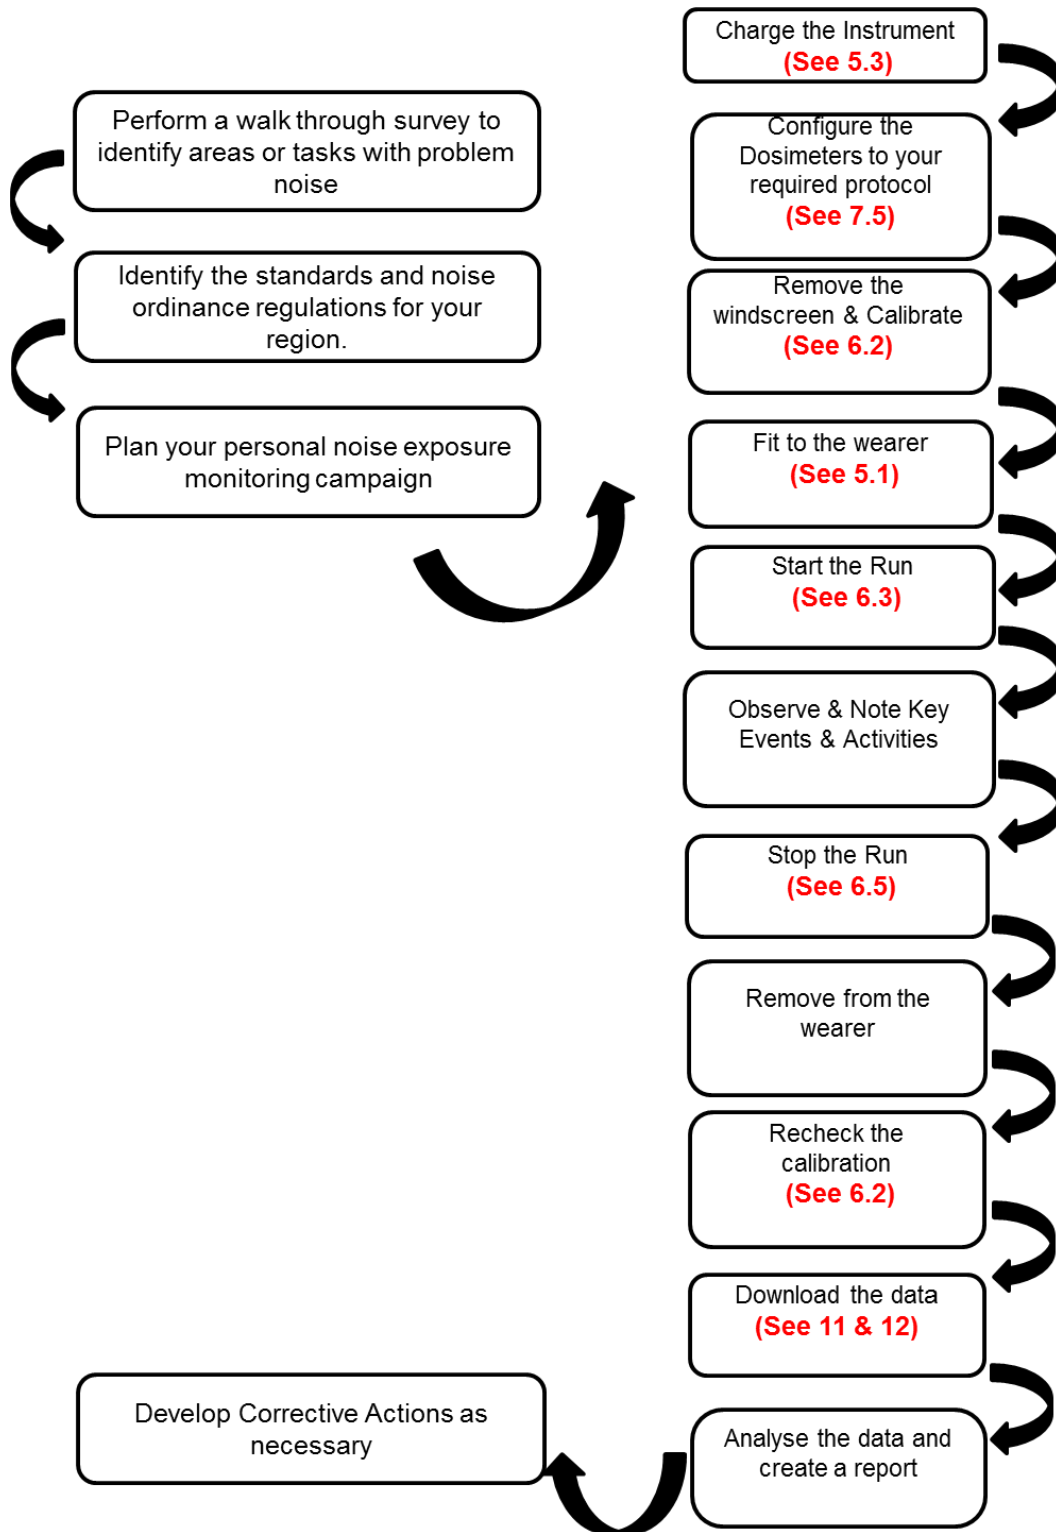 Perform a walk through survey to
identify areas or tasks with problem
noise
Identify the standards and noise
ordinance regulations for your
region.
Plan your personal noise exposure
monitoring campaign
Charge the Instrument
(See 5.3)
Configure the
Dosimeters to your
required protocol
(See 7.5)
Remove the
windscreen & Calibrate
(See 6.2)
Fit to the wearer
(See 5.1)
Start the Run
(See 6.3)
Observe & Note Key
Events & Activities
Stop the Run
(See 6.5)
Remove from the
wearer
Recheck the
calibration
(See 6.2)
Download the data
(See 11 & 12)
Analyse the data and
create a report
Develop Corrective Actions as
necessary